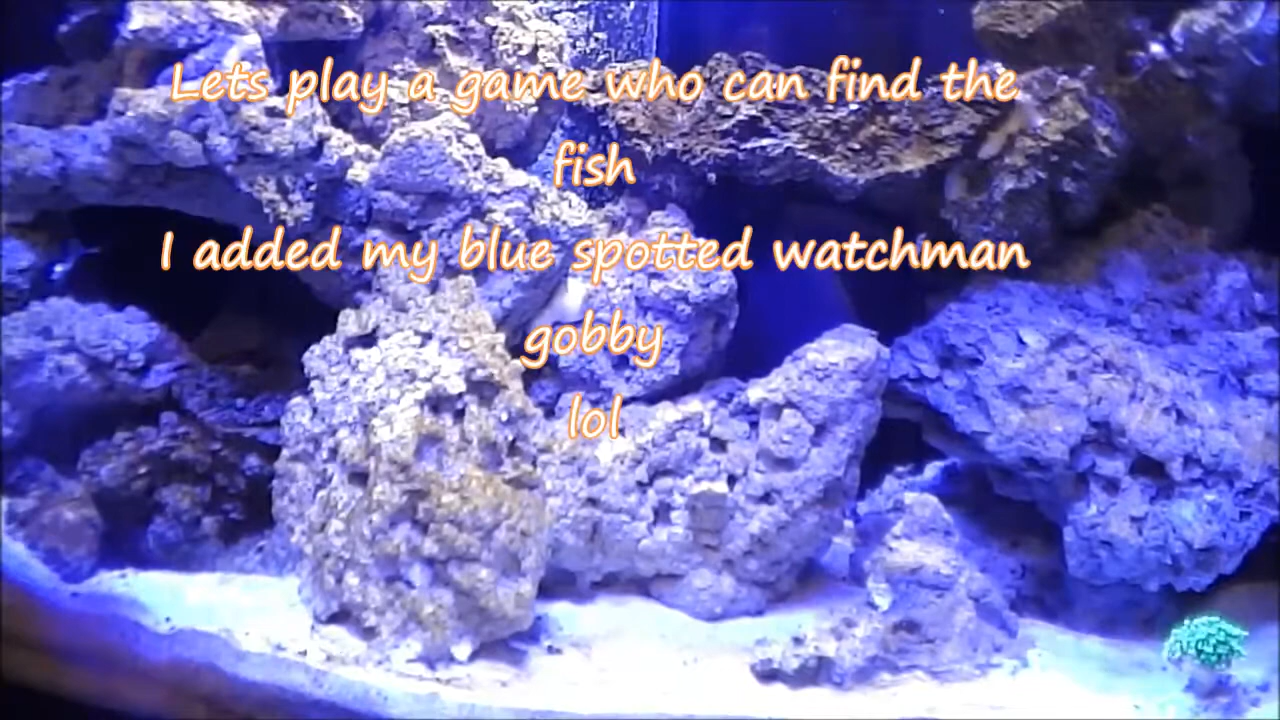 Lets play a game who can find the
fish
I added my blue spotted watchman
gobby
lol